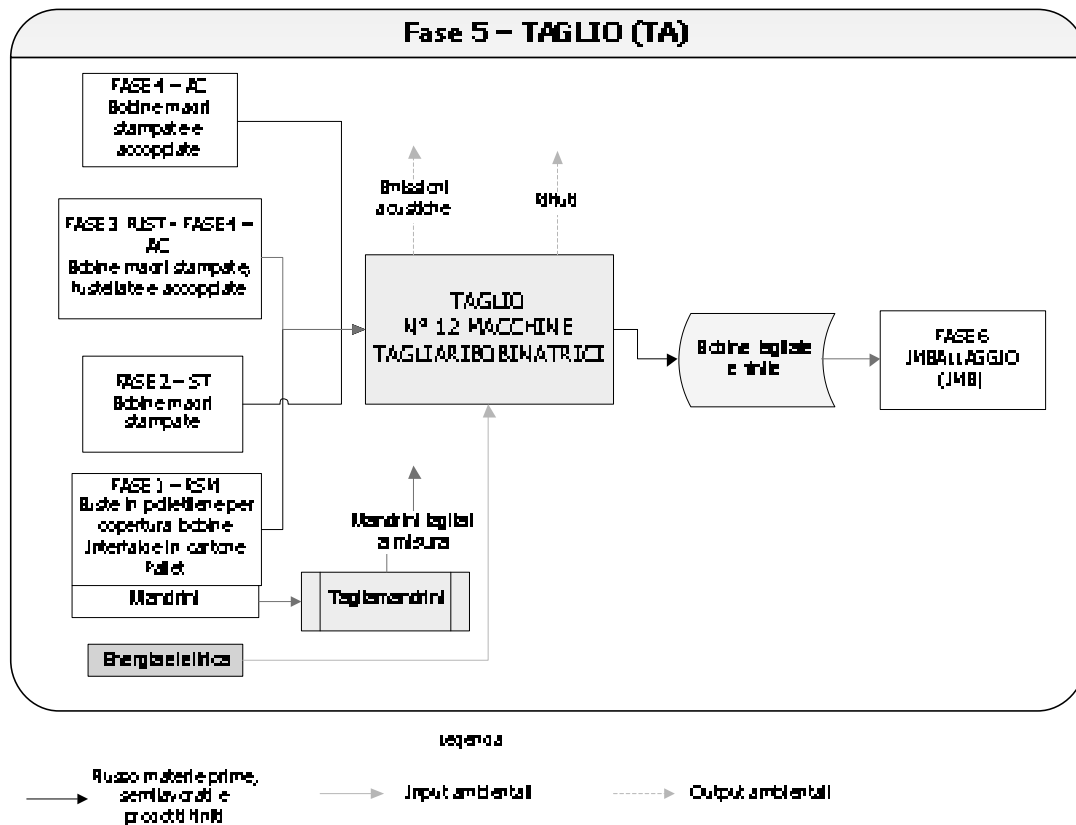 Fase 5 – TAGLIO (TA)
FASE 4 – AC
Bobine madri
stampate e
accoppiate
FASE 3 FUST - FASE 4 –
AC
Bobine madri stampate,
fustellate e accoppiate
FASE 2 – ST
Bobine madri
stampate
FASE 1 – RSM
Buste in polietilene per
copertura bobine
Interfalde in cartone
Pallet
Mandrini
Energia elettrica
Emissioni
acustiche
Rifiuti
TAGLIO
N° 12 MACCHINE
TAGLIARIBOBINATRICI
Mandrini tagliati
a misura
Tagliamandrini
Bobine tagliate
e finite
FASE 6
IMBALLAGGIO
(IMB)
Legenda
Flusso materie prime,
semilavorati e
prodotti finiti
Input ambientali
Output ambientali